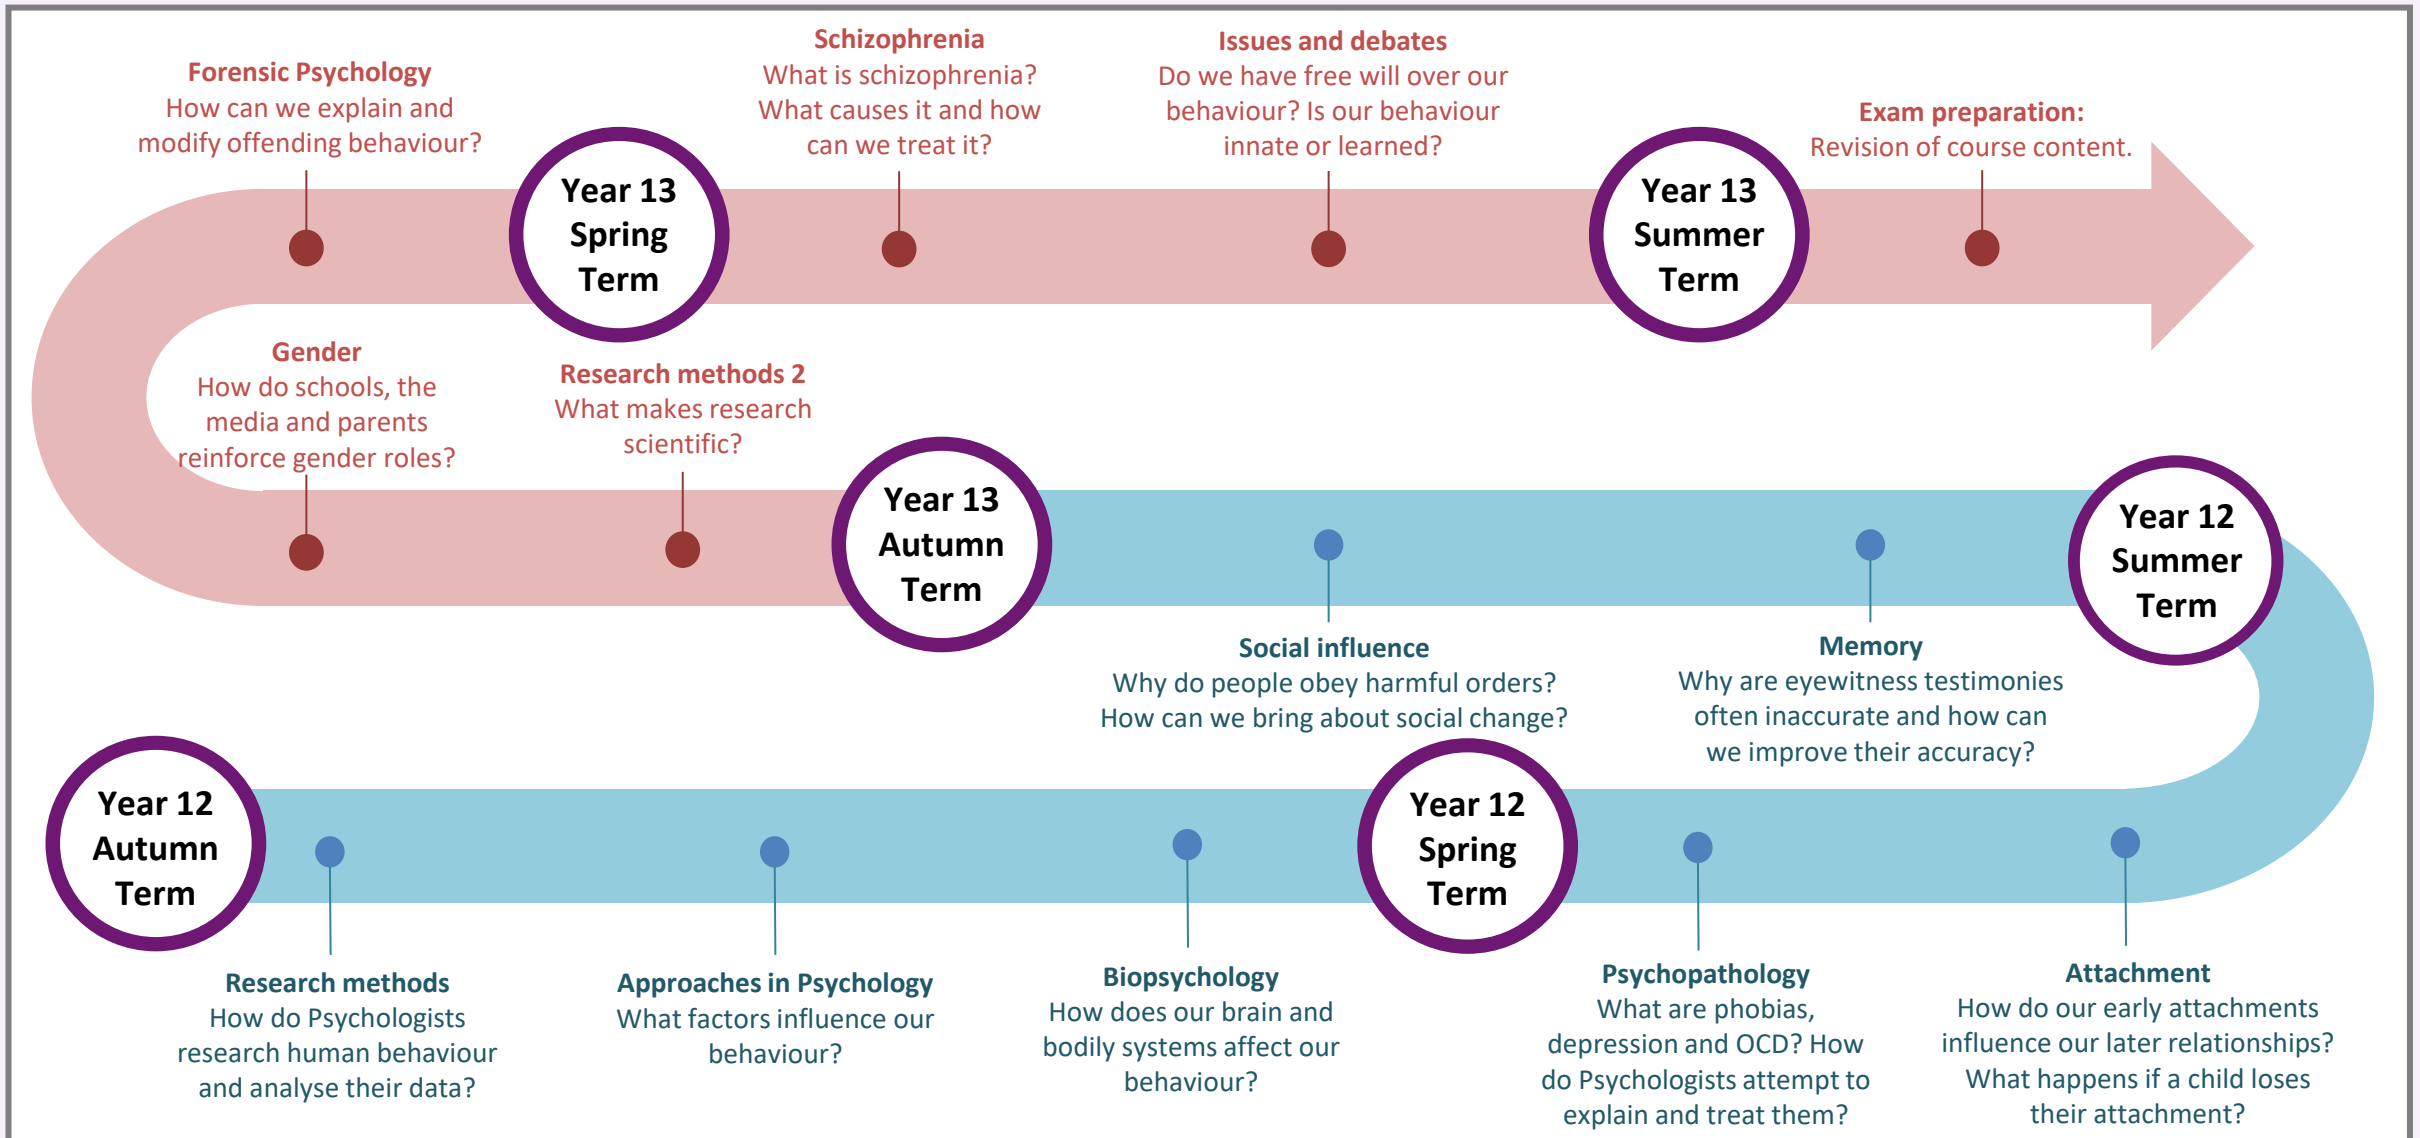 Forensic Psychology
How can we explain and
modify offending behaviour?
Year 13
Spring
Term
Schizophrenia
What is schizophrenia?
What causes it and how
can we treat it?
Issues and debates
Do we have free will over our
behaviour? Is our behaviour
innate or learned?
Year 13
Summer
Term
Exam preparation:
Revision of course content.
Gender
How do schools, the
media and parents
reinforce gender roles?
Research methods 2
What makes research
scientific?
Year 13
Autumn
Term
Social influence
Why do people obey harmful orders?
How can we bring about social change?
Memory
Why are eyewitness testimonies
often inaccurate and how can
we improve their accuracy?
Year 12
Summer
Term
Year 12
Autumn
Term
Research methods
How do Psychologists
research human behaviour
and analyse their data?
Approaches in Psychology
What factors influence our
behaviour?
Biopsychology
How does our brain and
bodily systems affect our
behaviour?
Year 12
Spring
Term
Psychopathology
What are phobias,
depression and OCD? How
do Psychologists attempt to
explain and treat them?
Attachment
How do our early attachments
influence our later relationships?
What happens if a child loses
their attachment?